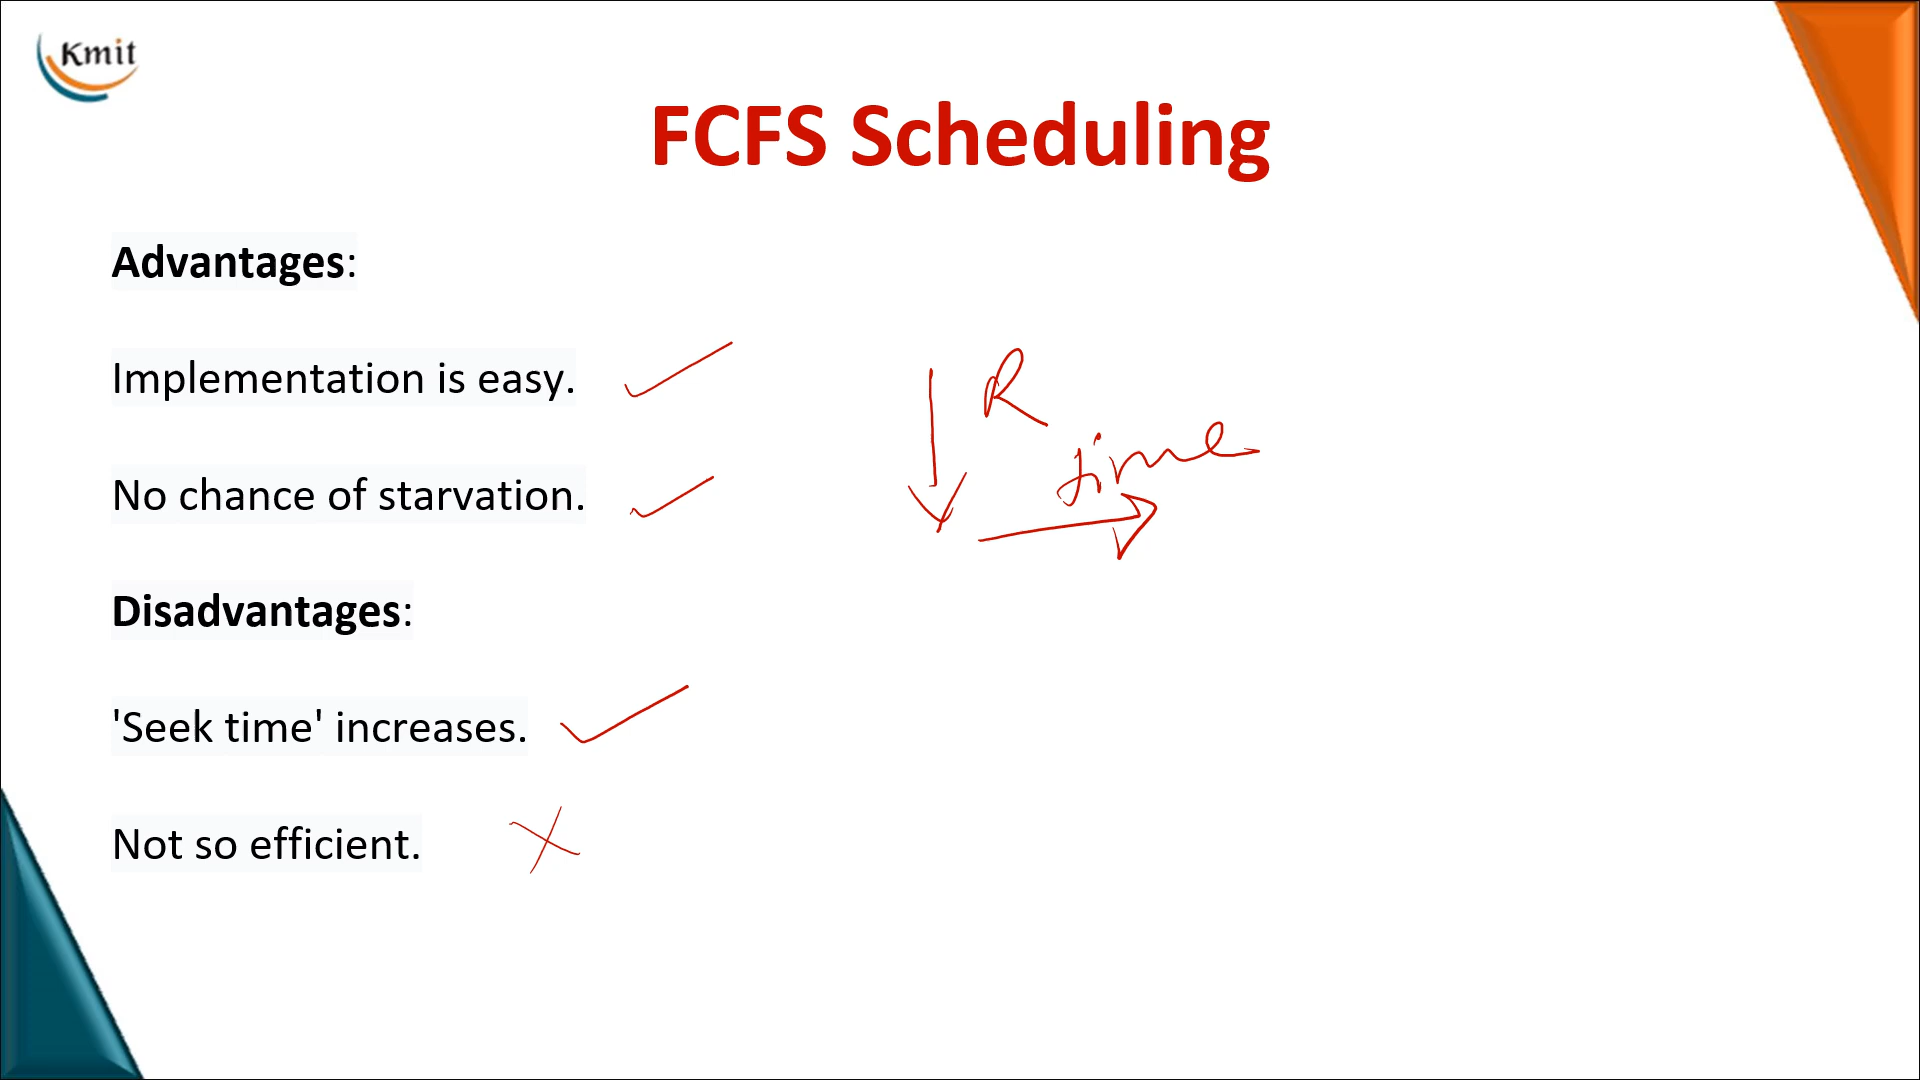 Kmit
FCFS Scheduling
Advantages:
Implementation is easy.
R
time
No chance of starvation.
Disadvantages:
'Seek time' increases.
Not so efficient.